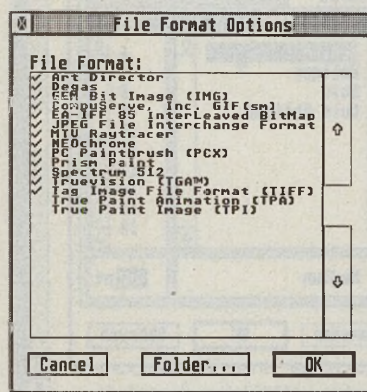 File Format Options
File Format:
✓ Art Director
✓ Degas
✓ GEM Bit Image (IMG)
✓ CompuServe, Inc. GIF(sm)
✓ EA-IFF 85 InterLeaved BitMap
✓ JPEG File Interchange Format
✓ MTU Raytracer
✓ NEOchrome
✓ PC Paintbrush (PCX)
✓ Prism Paint
✓ Spectrum 512
✓ Truevision (TGA™)
✓ Tag Image File Format (TIFF)
True Paint Animation (TPA)
True Paint Image (TPI)
Cancel Folder... OK